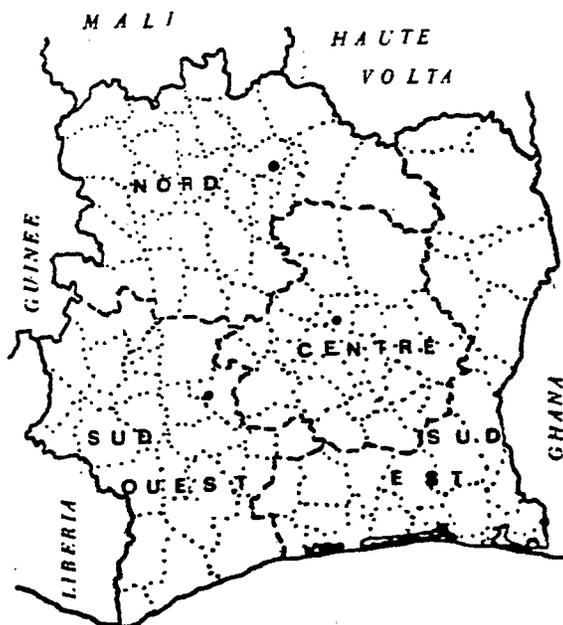 MALI
HAUTE
VOLTA
NORD
GUINEE
CENTRE
GHANA
SUD
OUEST
SUD
EST
LIBERIA